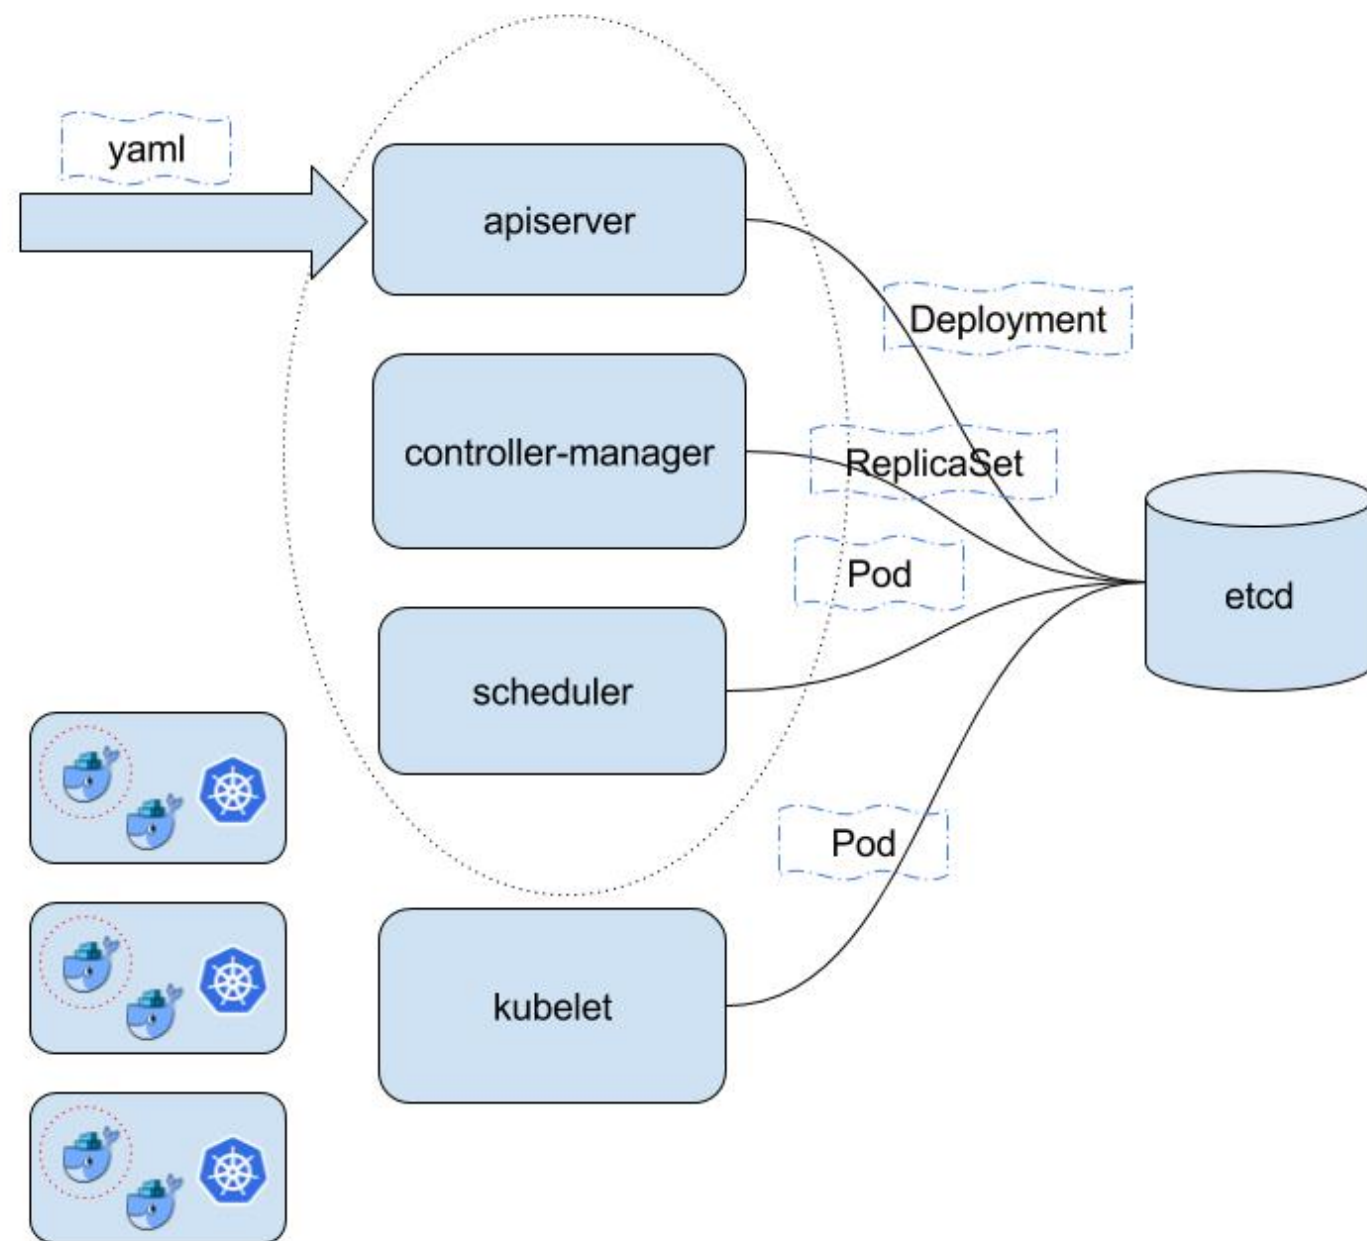 yaml
apiserver
Deployment
controller-manager
ReplicaSet
Pod
etcd
scheduler
Pod
kubelet